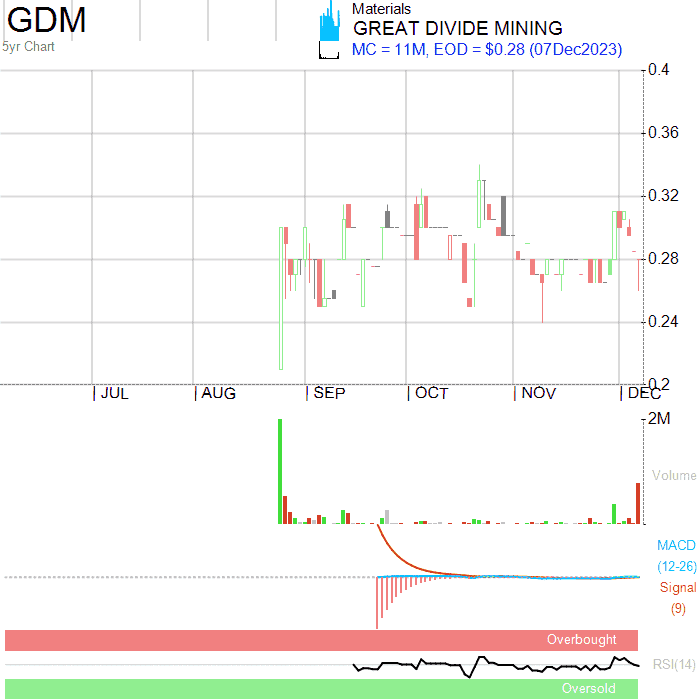 GDM
5yr Chart
Materials
GREAT DIVIDE MINING
MC = 11M, EOD = $0.28 (07Dec2023)
0.4
0.36
0.32
0.28
0.24
0.2
JUL AUG SEP OCT NOV DEC
2M
Volume
MACD
(12-26)
Signal
(9)
Overbought
RSI(14)
Oversold